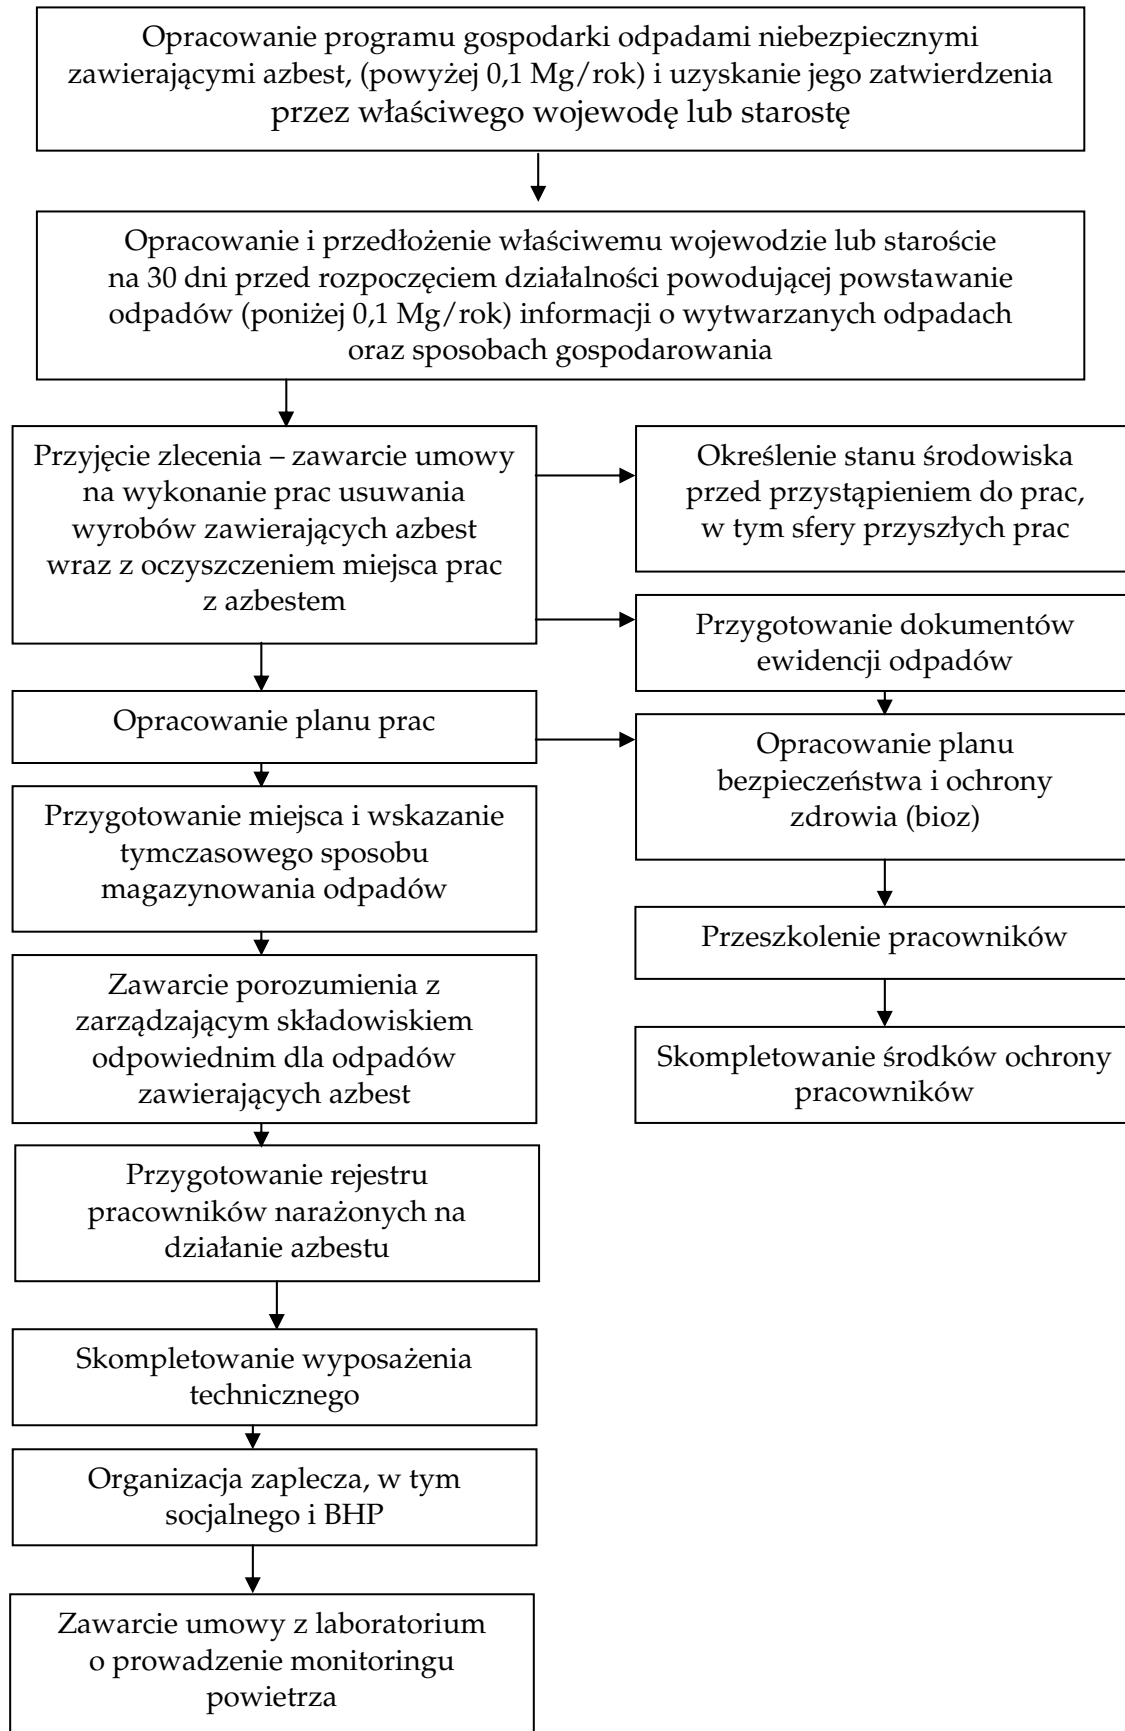 Opracowanie programu gospodarki odpadami niebezpiecznymi
zawierającymi azbest, (powyżej 0,1 Mg/rok) i uzyskanie jego zatwierdzenia
przez właściwego wojewodę lub starostę
Opracowanie i przedłożenie właściwemu wojewodzie lub staroście
na 30 dni przed rozpoczęciem działalności powodującej powstawanie
odpadów (poniżej 0,1 Mg/rok) informacji o wytwarzanych odpadach
oraz sposobach gospodarowania
Przyjęcie zlecenia – zawarcie umowy
na wykonanie prac usuwania
wyrobów zawierających azbest
wraz z oczyszczeniem miejsca prac
z azbestem
Określenie stanu środowiska
przed przystąpieniem do prac,
w tym sfery przyszłych prac
Przygotowanie dokumentów
ewidencji odpadów
Opracowanie planu prac
Opracowanie planu
bezpieczeństwa i ochrony
zdrowia (bioz)
Przygotowanie miejsca i wskazanie
tymczasowego sposobu
magazynowania odpadów
Przeszkolenie pracowników
Zawarcie porozumienia z
zarządzającym składowiskiem
odpowiednim dla odpadów
zawierających azbest
Skompletowanie środków ochrony
pracowników
Przygotowanie rejestru
pracowników narażonych na
działanie azbestu
Skompletowanie wyposażenia
technicznego
Organizacja zaplecza, w tym
socjalnego i BHP
Zawarcie umowy z laboratorium
o prowadzenie monitoringu
powietrza